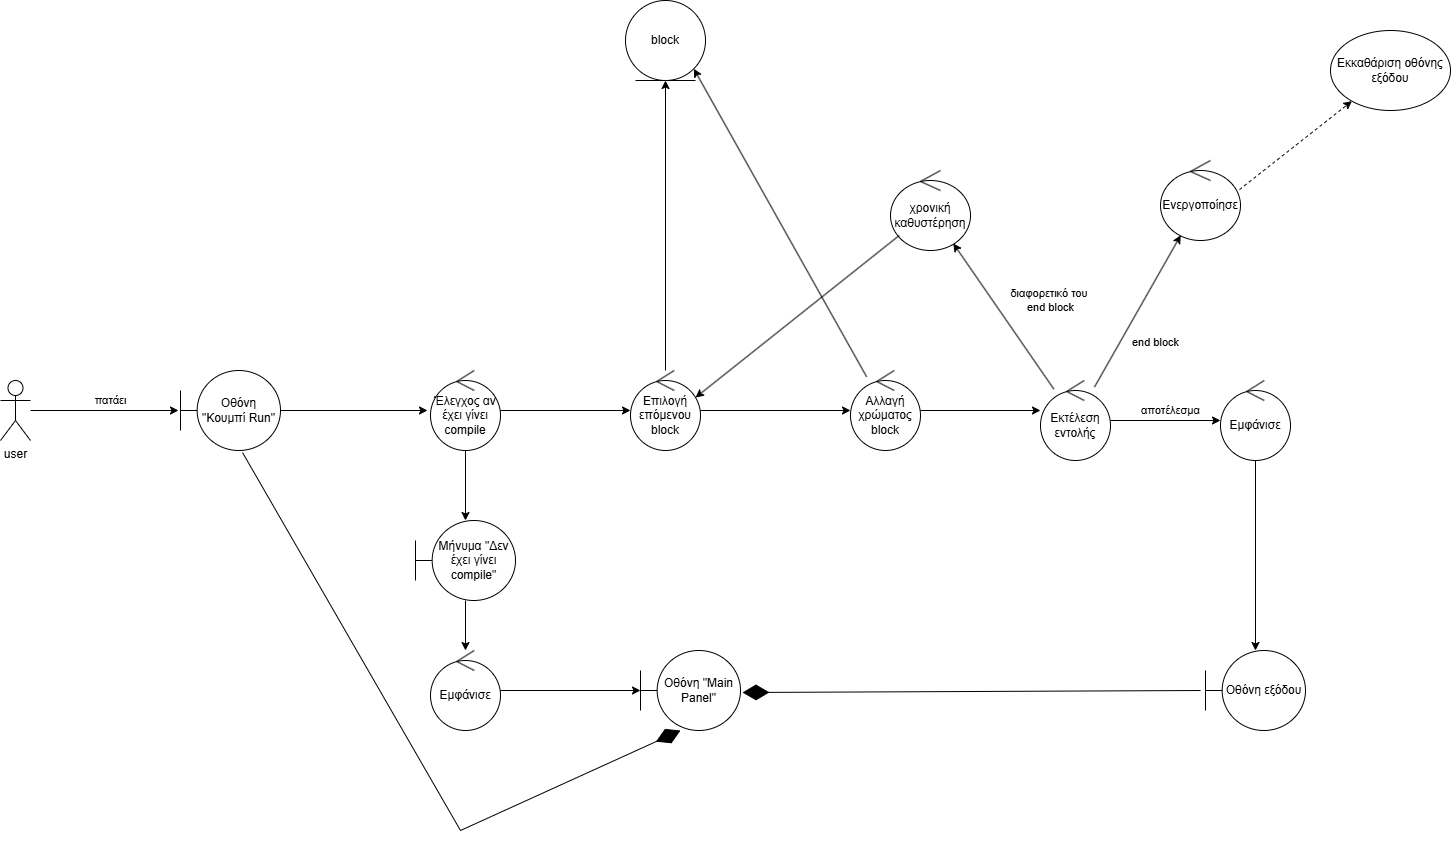 block
Εκκαθάριση οθόνης
εξόδου
χρονική
καθυστέρηση
Ενεργοποίησε
διαφορετικό του
end block
end block
πατάει
user
Οθόνη
"Κουμπί Run"
Έλεγχος αν
έχει γίνει
compile
Επιλογή
επόμενου
block
Αλλαγή
χρώματος
block
Εκτέλεση
εντολής
αποτέλεσμα
Εμφάνισε
Μήνυμα "Δεν
έχει γίνει
compile"
Εμφάνισε
Οθόνη "Main
Panel"
Οθόνη εξόδου